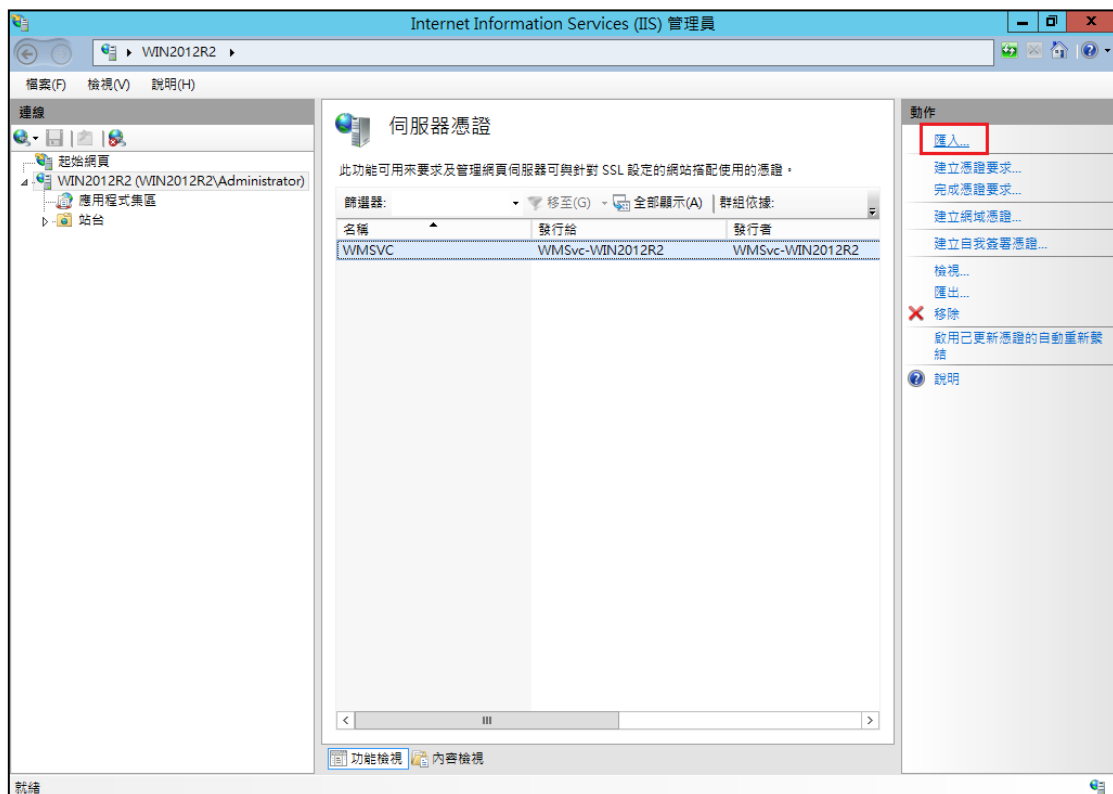 Internet Information Services (IIS) 管理員
WIN2012R2
檔案(F) 檢視(V) 說明(H)
連線
起始網頁
WIN2012R2 (WIN2012R2\Administrator)
應用程式集區
站台
伺服器憑證
此功能可用來要求及管理網頁伺服器可與針對 SSL 設定的網站搭配使用的憑證。
篩選器: 移至(G) 全部顯示(A) 群組依據:
名稱 發行給 發行者
WMSVC WMSvc-WIN2012R2 WMSvc-WIN2012R2
功能檢視 內容檢視
動作
匯入...
建立憑證要求...
完成憑證要求...
建立網域憑證...
建立自我簽署憑證...
檢視...
匯出...
移除
啟用已更新憑證的自動重新繫
結
說明
就緒